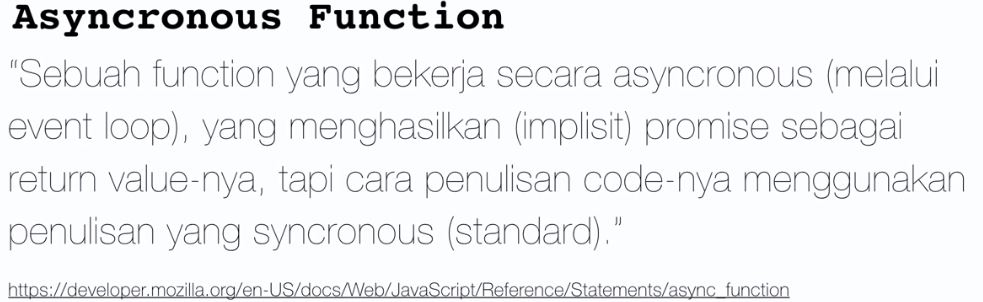 Asyncronous Function
"Sebuah function yang bekerja secara asyncronous (melalui
event loop), yang menghasilkan (implisit) promise sebagai
return value-nya, tapi cara penulisan code-nya menggunakan
penulisan yang syncronous (standard)."
https://developer.mozilla.org/en-US/docs/Web/JavaScript/Reference/Statements/async_function